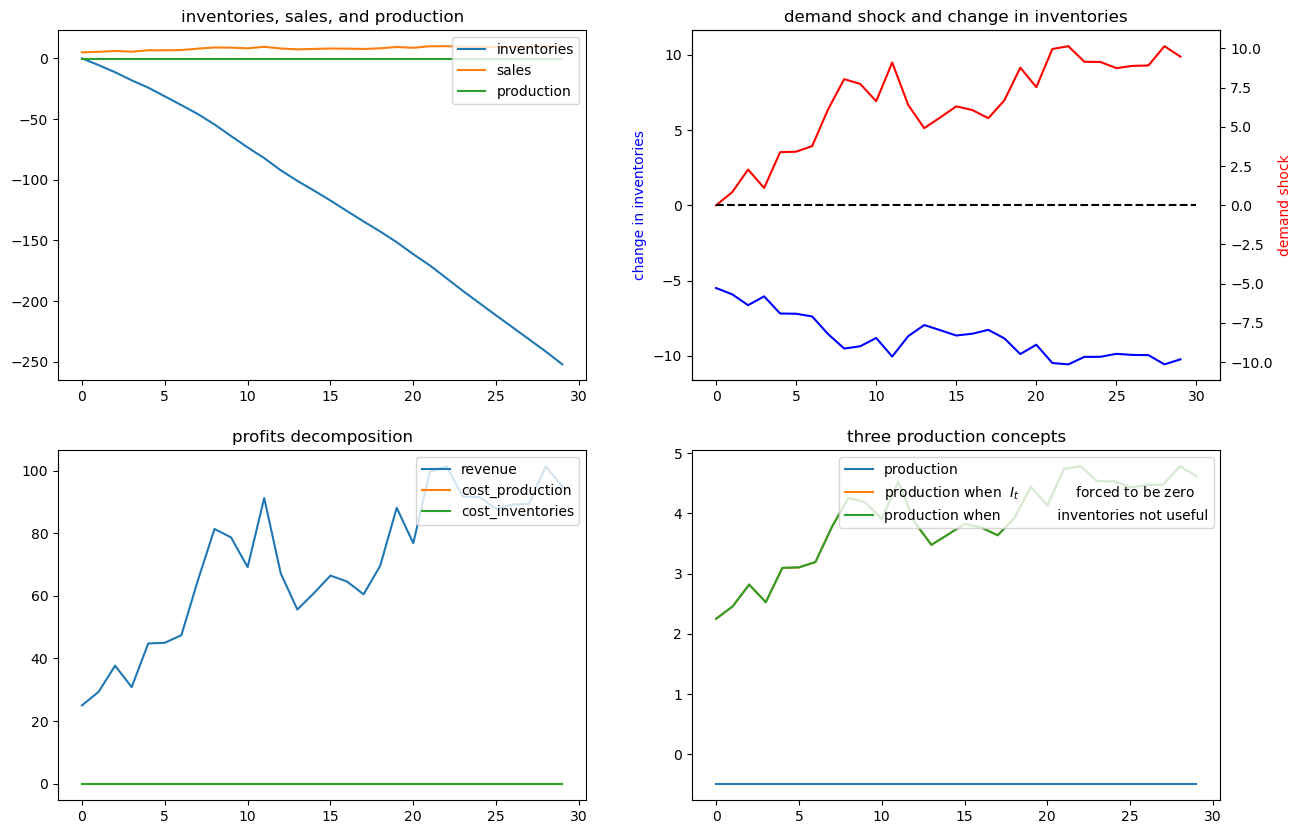 inventories, sales, and production
inventories
sales
production
0
−50
−100
−150
−200
−250
0 5 10 15 20 25 30
demand shock and change in inventories
change in inventories
10
5
0
−5
−10
demand shock
10.0
7.5
5.0
2.5
0.0
−2.5
−5.0
−7.5
−10.0
0 5 10 15 20 25 30
profits decomposition
revenue
cost_production
cost_inventories
100
80
60
40
20
0
0 5 10 15 20 25 30
three production concepts
production
production when I_t forced to be zero
production when inventories not useful
5
4
3
2
1
0
0 5 10 15 20 25 30